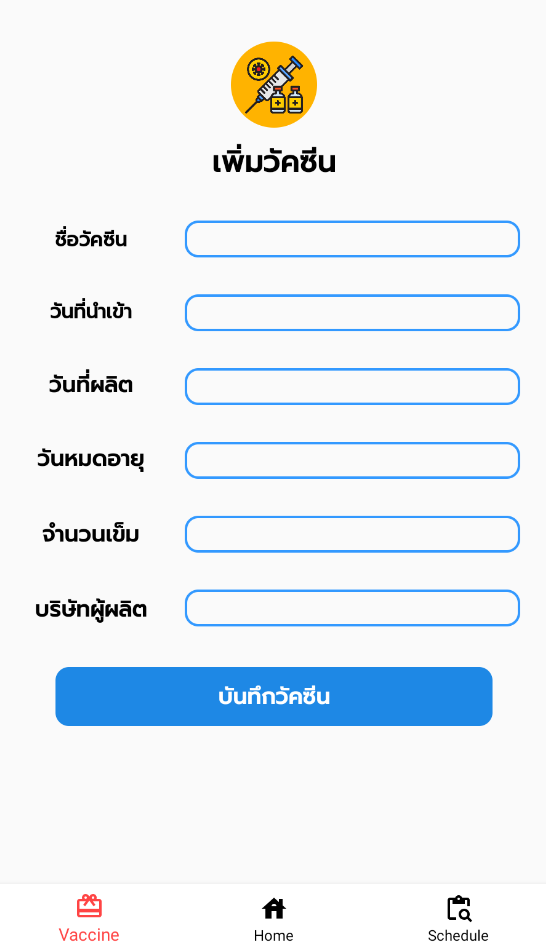 เพิ่มวัคซีน
ชื่อวัคซีน
วันที่นำเข้า
วันที่ผลิต
วันหมดอายุ
จำนวนเข็ม
บริษัทผู้ผลิต
บันทึกวัคซีน
Vaccine
Home
Schedule